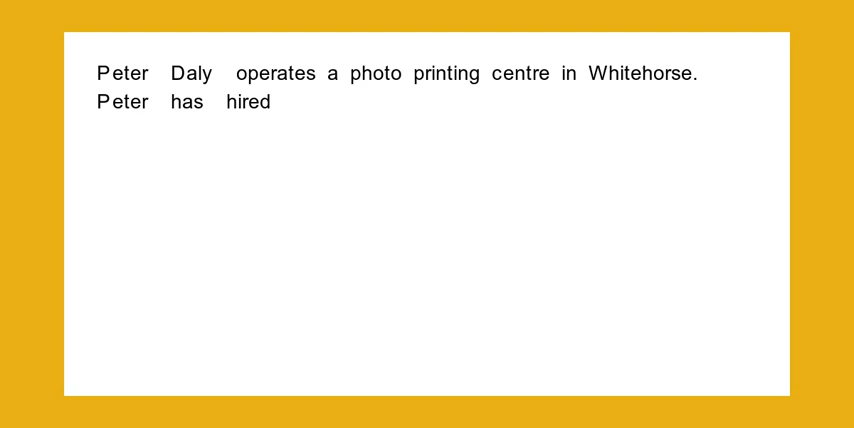 Peter Daly operates a photo printing centre in Whitehorse.
Peter has hired